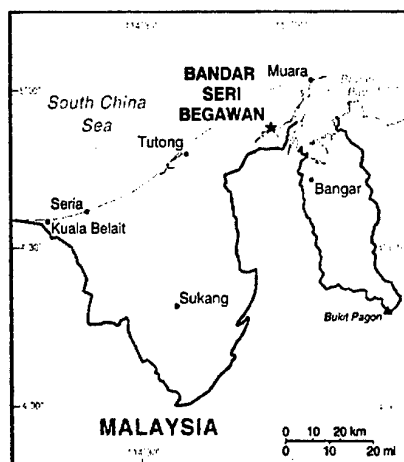 Muara
BANDAR
SERI
BEGAWAN
South China
Sea
Tutong
Bangar
Seria
Kuala Belait
Sukang
Bukit Pagon
MALAYSIA
0 10 20 km
0 10 20 mi